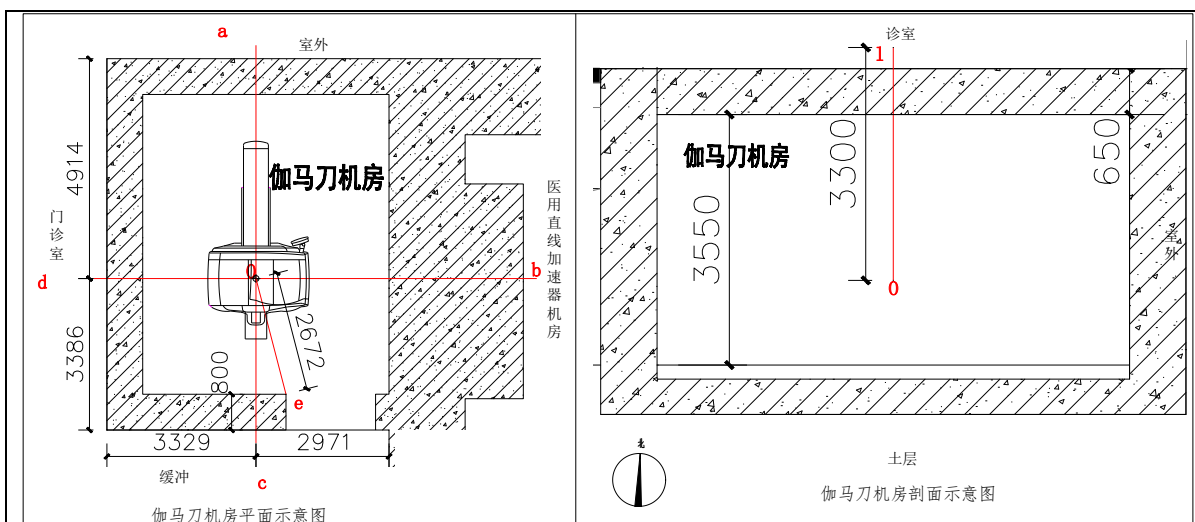 a
室外
4914
伽马刀机房
门诊室
医用直线加速器机房
0
b
d
3386
800
2672
e
3329
2971
缓冲
c
伽马刀机房平面示意图
诊室
1
3300
650
伽马刀机房
3550
室外
0
北
土层
伽马刀机房剖面示意图